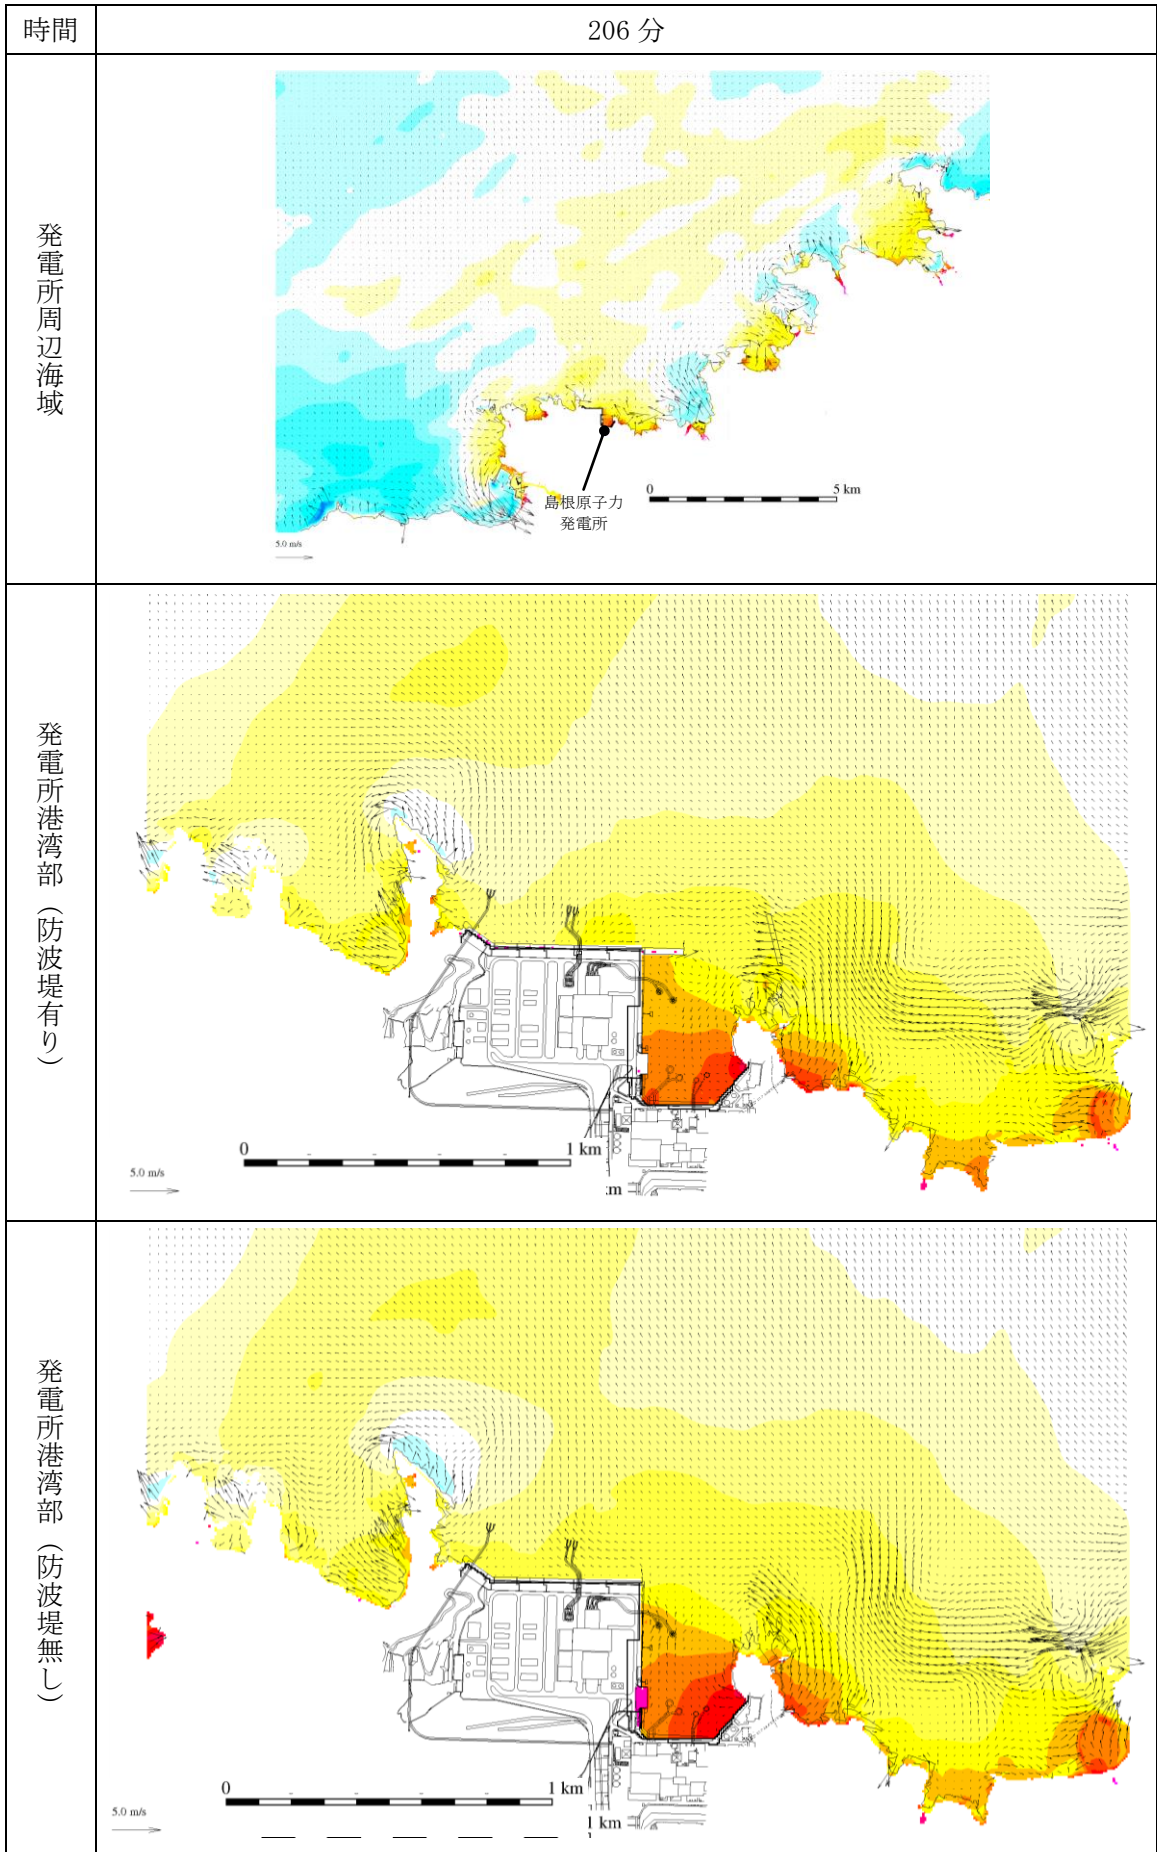 時間
206 分
発電所周辺海域
島根原子力
発電所
0
5 km
5.0 m/s
発電所港湾部（防波堤有り）
0
1 km
5.0 m/s
:m
発電所港湾部（防波堤無し）
0
1 km
5.0 m/s
1 km